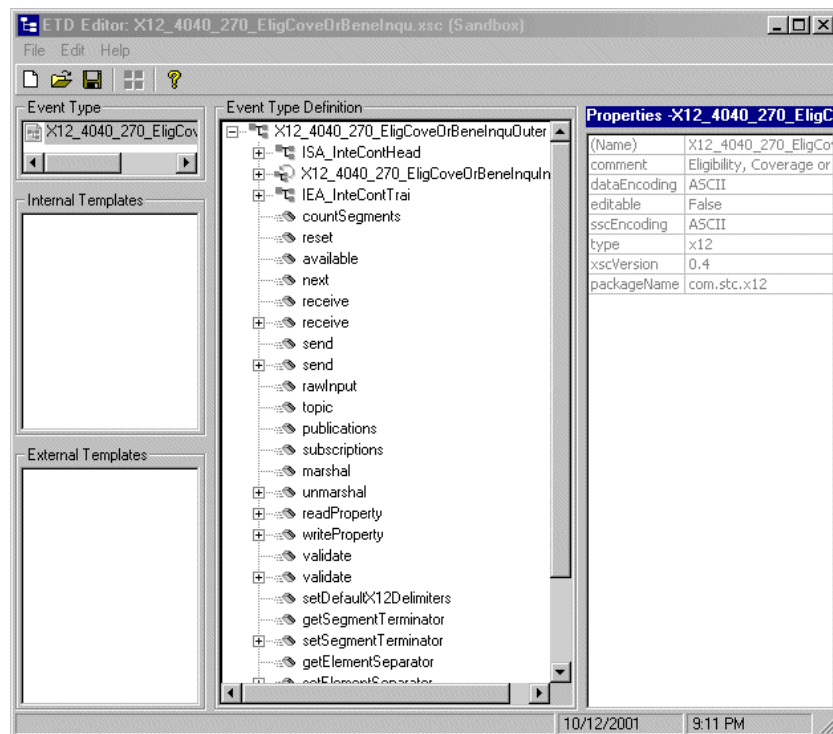 ETD Editor: X12_4040_270_EligCoveOrBeneInqu.xsc (Sandbox)
File Edit Help
Event Type
X12_4040_270_EligCov
Internal Templates
External Templates
Event Type Definition
X12_4040_270_EligCoveOrBeneInquOuter
ISA_InteContHead
X12_4040_270_EligCoveOrBeneInquIn
IEA_InteContTrai
countSegments
reset
available
next
receive
receive
send
send
rawInput
topic
publications
subscriptions
marshal
unmarshal
readProperty
writeProperty
validate
validate
setDefaultX12Delimiters
getSegmentTerminator
setSegmentTerminator
getElementSeparator
setElementSeparator
Properties -X12_4040_270_EligC
(Name) X12_4040_270_EligCo
comment Eligibility, Coverage or
dataEncoding ASCII
editable False
sscEncoding ASCII
type x12
xscVersion 0.4
packageName com.stc.x12
10/12/2001 9:11 PM